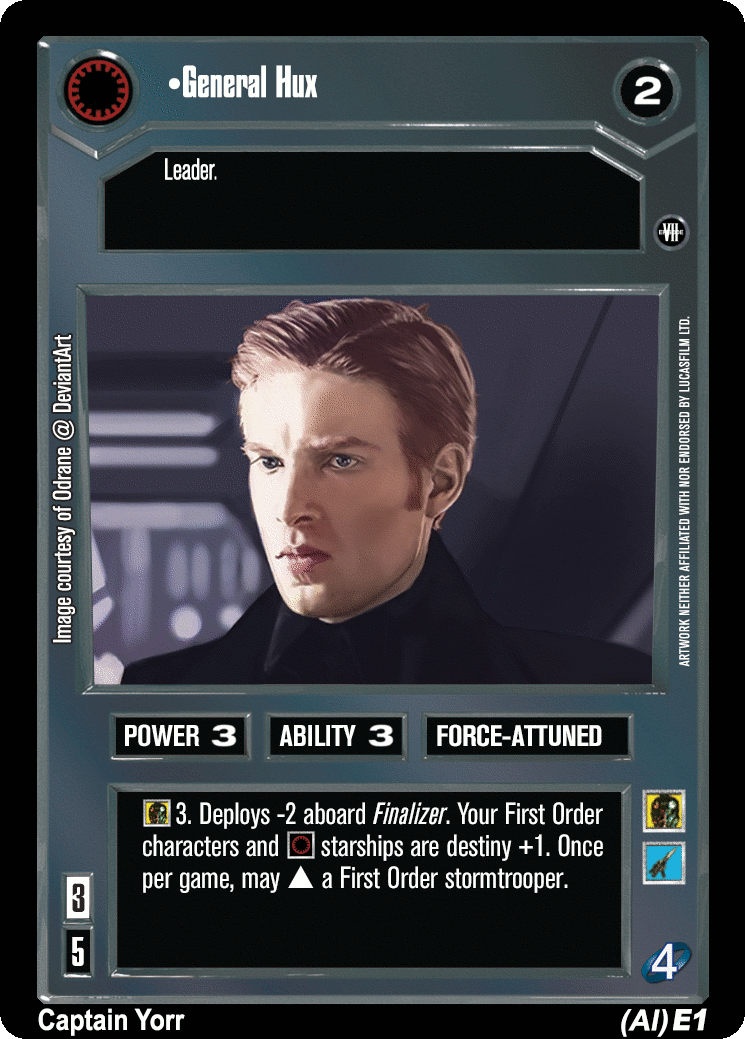 •General Hux
2
Leader.
EPISODE VII
Image courtesy of Odrane @ DeviantArt
ARTWORK NEITHER AFFILIATED WITH NOR ENDORSED BY LUCASFILM LTD.
POWER 3
ABILITY 3
FORCE-ATTUNED
3. Deploys -2 aboard Finalizer. Your First Order
characters and starships are destiny +1. Once
per game, may ▲ a First Order stormtrooper.
3
5
4
Captain Yorr
(AI) E1